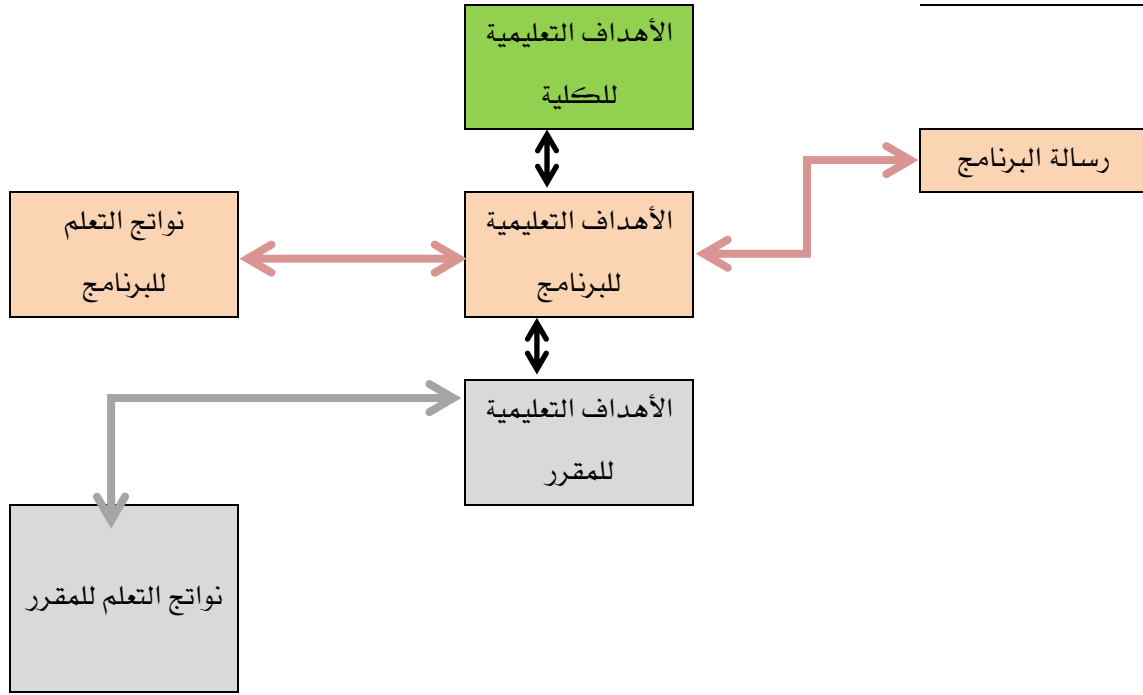 الأهداف التعليمية
للكلية
رسالة البرنامج
الأهداف التعليمية
للبرنامج
نواتج التعلم
للبرنامج
الأهداف التعليمية
للمقرر
نواتج التعلم للمقرر